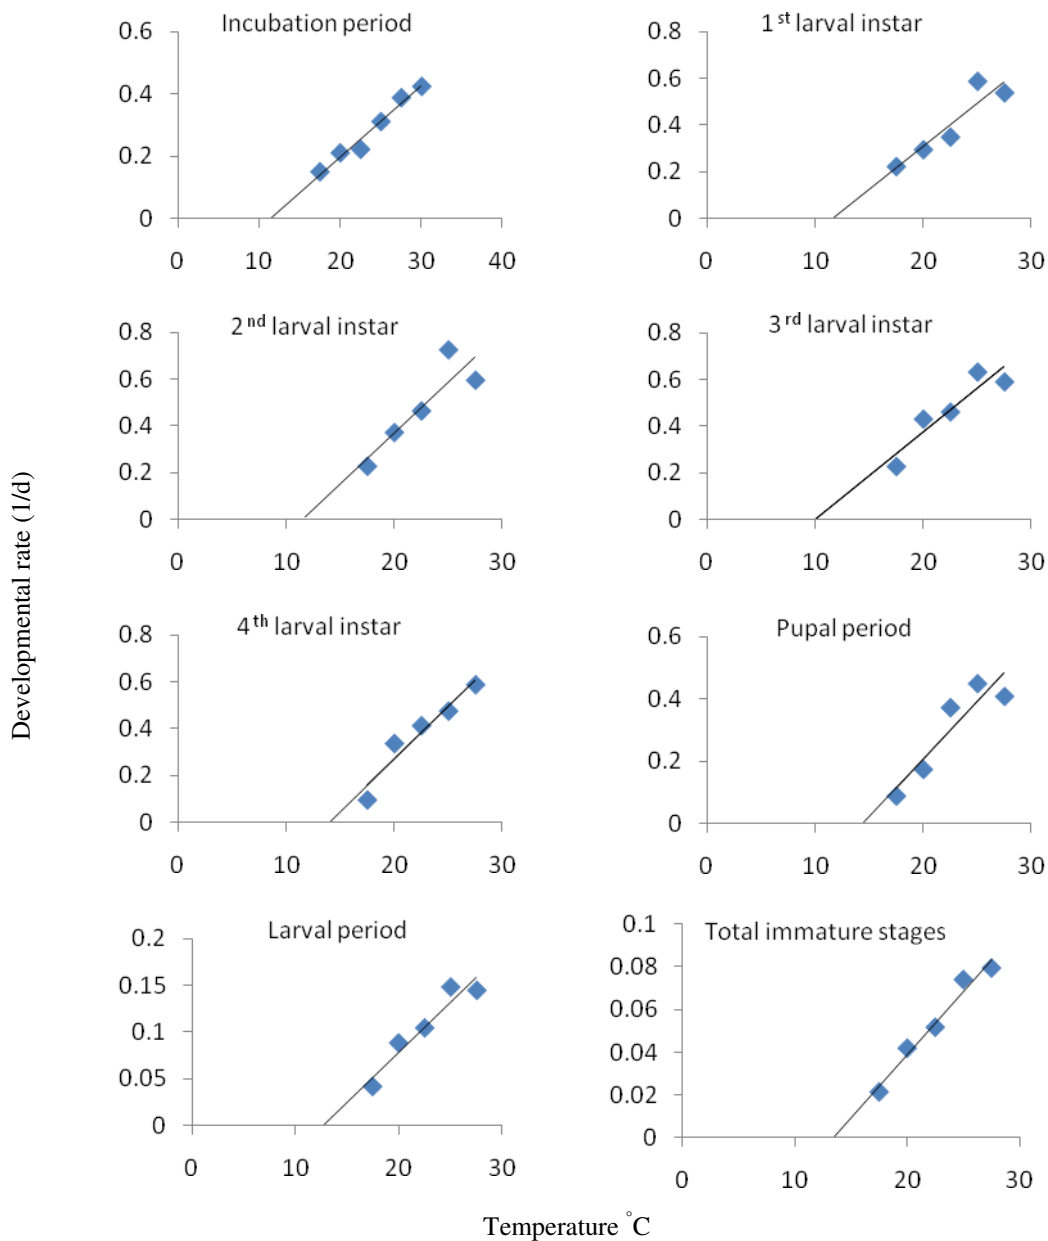 Incubation period
0.6
0.4
0.2
0
0 10 20 30 40
1st larval instar
0.8
0.6
0.4
0.2
0
0 10 20 30
2nd larval instar
0.8
0.6
0.4
0.2
0
0 10 20 30
3rd larval instar
0.8
0.6
0.4
0.2
0
0 10 20 30
Developmental rate (1/d)
4th larval instar
0.8
0.6
0.4
0.2
0
0 10 20 30
Pupal period
0.6
0.4
0.2
0
0 10 20 30
Larval period
0.2
0.15
0.1
0.05
0
0 10 20 30
Total immature stages
0.1
0.08
0.06
0.04
0.02
0
0 10 20 30
Temperature °C